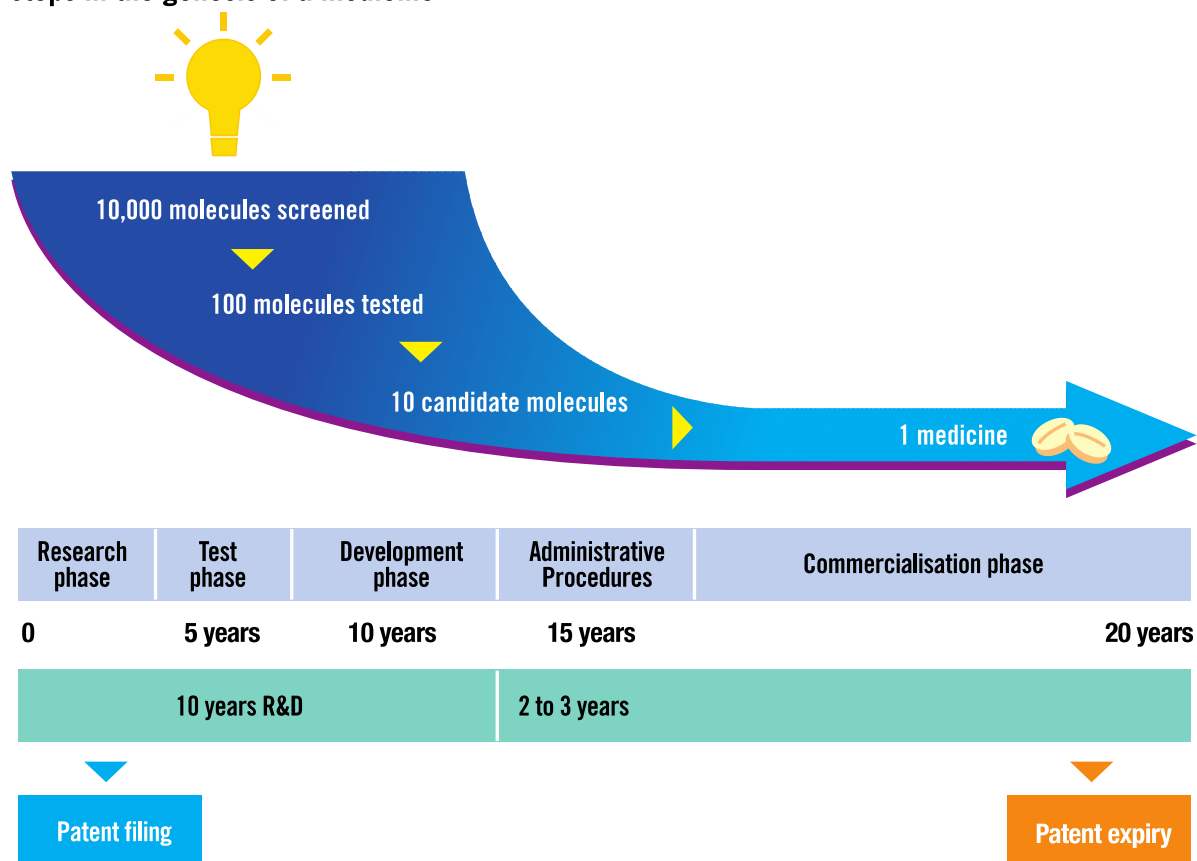 10,000 molecules screened
100 molecules tested
10 candidate molecules
1 medicine
Research
phase
Test
phase
Development
phase
Administrative
Procedures
Commercialisation phase
0
5 years
10 years
15 years
20 years
10 years R&D
2 to 3 years
Patent filing
Patent expiry